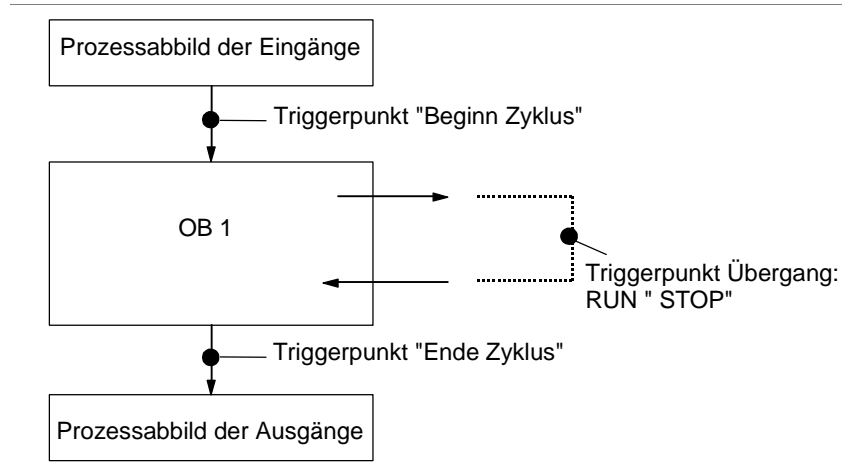 Prozessabbild der Eingänge
Triggerpunkt "Beginn Zyklus"
OB 1
Triggerpunkt Übergang:
RUN " STOP"
Triggerpunkt "Ende Zyklus"
Prozessabbild der Ausgänge